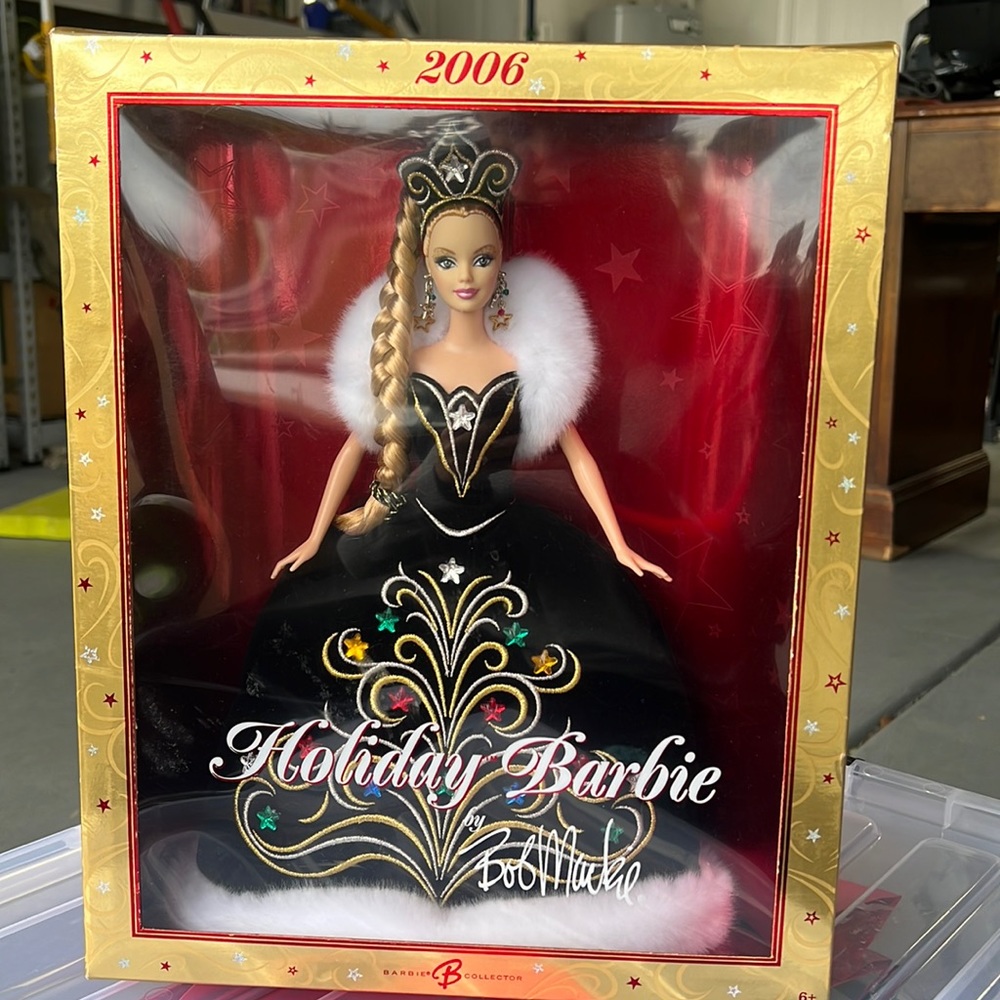 2006
Holiday Barbie
by
Bob Mackie
BARBIE® B COLLECTOR
6+